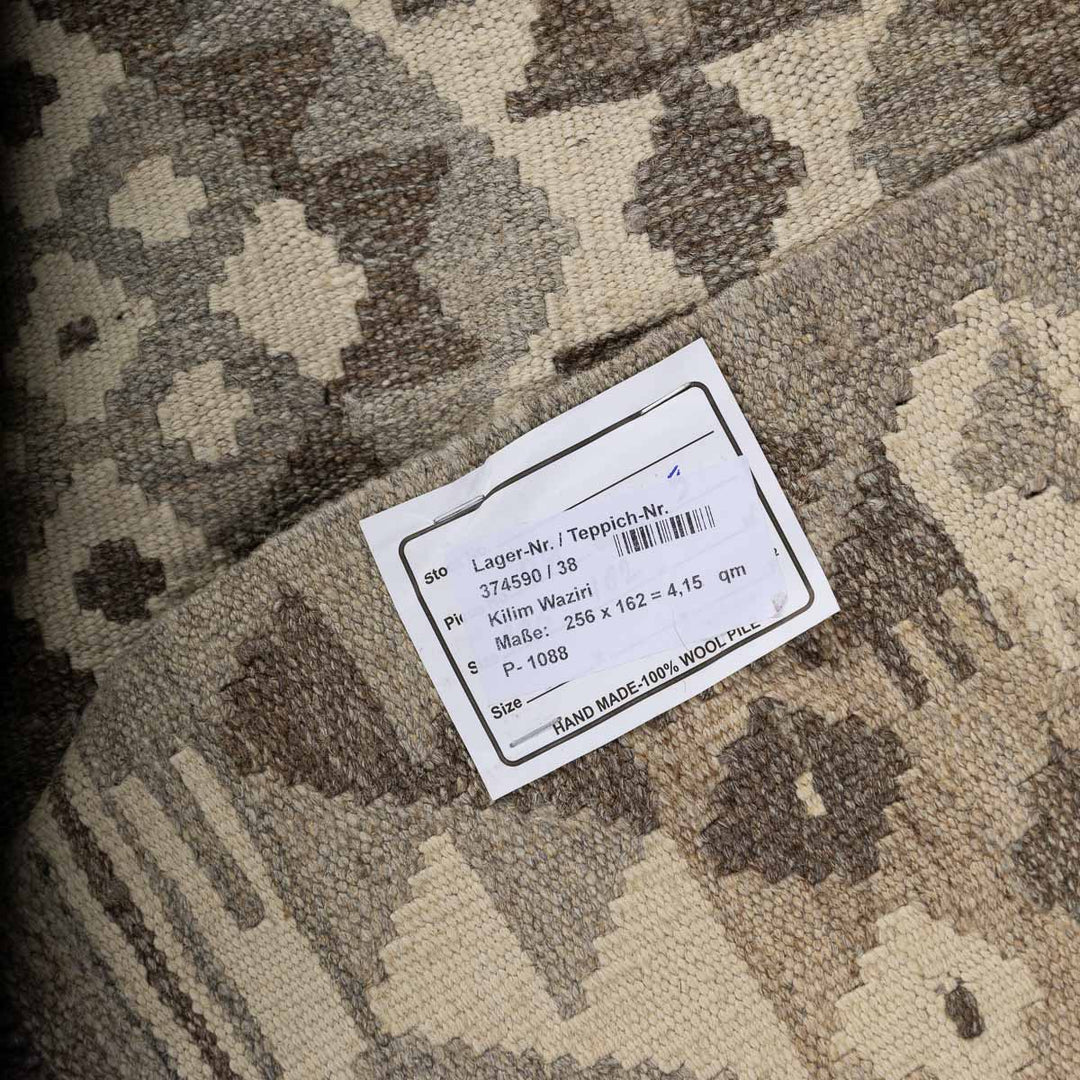 Lager-Nr. / Teppich-Nr.
sto
374590 / 38
Kilim Waziri
Maße: 256 x 162 = 4,15 qm
P- 1088
Size
HAND MADE-100% WOOL PILE